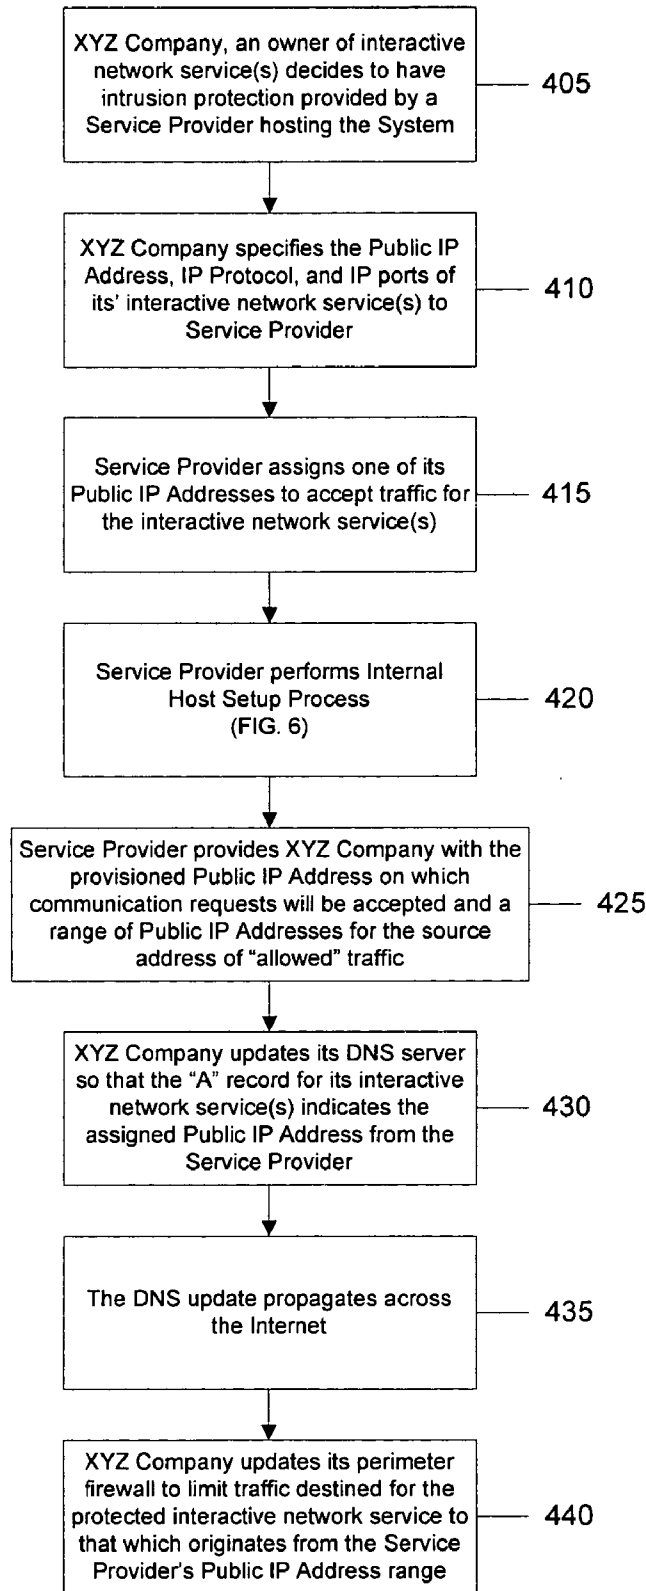 XYZ Company, an owner of interactive
network service(s) decides to have
intrusion protection provided by a
Service Provider hosting the System
405
XYZ Company specifies the Public IP
Address, IP Protocol, and IP ports of
its' interactive network service(s) to
Service Provider
410
Service Provider assigns one of its
Public IP Addresses to accept traffic for
the interactive network service(s)
415
Service Provider performs Internal
Host Setup Process
(FIG. 6)
420
Service Provider provides XYZ Company with the
provisioned Public IP Address on which
communication requests will be accepted and a
range of Public IP Addresses for the source
address of “allowed” traffic
425
XYZ Company updates its DNS server
so that the “A” record for its interactive
network service(s) indicates the
assigned Public IP Address from the
Service Provider
430
The DNS update propagates across
the Internet
435
XYZ Company updates its perimeter
firewall to limit traffic destined for the
protected interactive network service to
that which originates from the Service
Provider's Public IP Address range
440